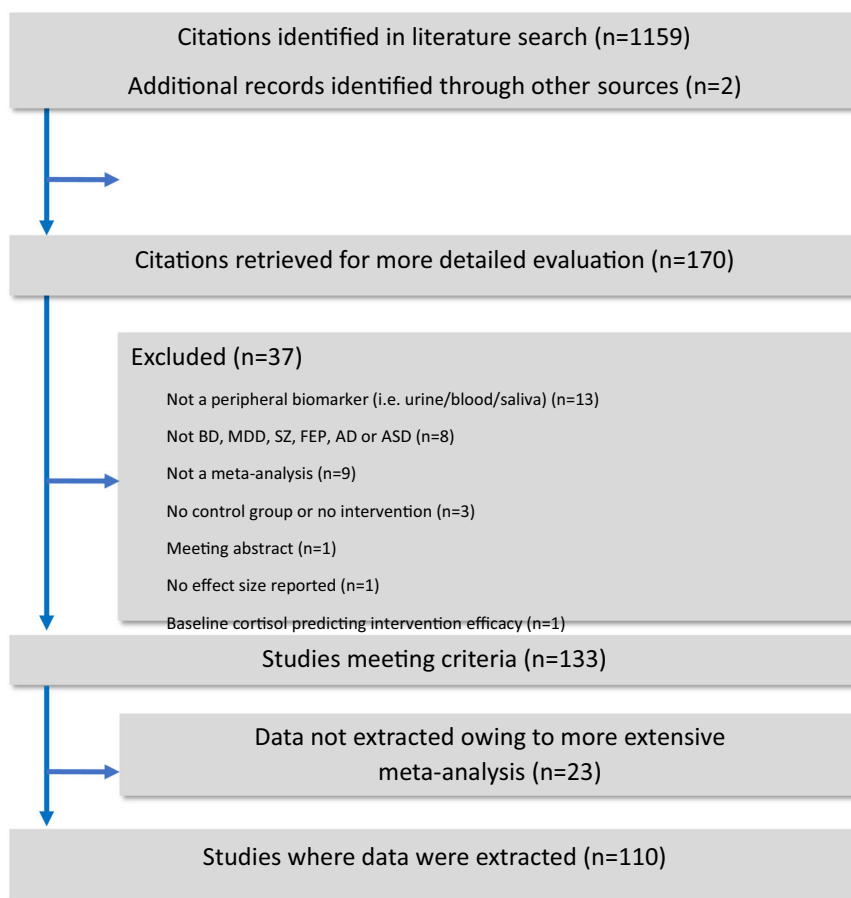 Citations identified in literature search (n=1159)
Additional records identified through other sources (n=2)
Citations retrieved for more detailed evaluation (n=170)
Excluded (n=37)
Not a peripheral biomarker (i.e. urine/blood/saliva) (n=13)
Not BD, MDD, SZ, FEP, AD or ASD (n=8)
Not a meta-analysis (n=9)
No control group or no intervention (n=3)
Meeting abstract (n=1)
No effect size reported (n=1)
Baseline cortisol predicting intervention efficacy (n=1)
Studies meeting criteria (n=133)
Data not extracted owing to more extensive
meta-analysis (n=23)
Studies where data were extracted (n=110)